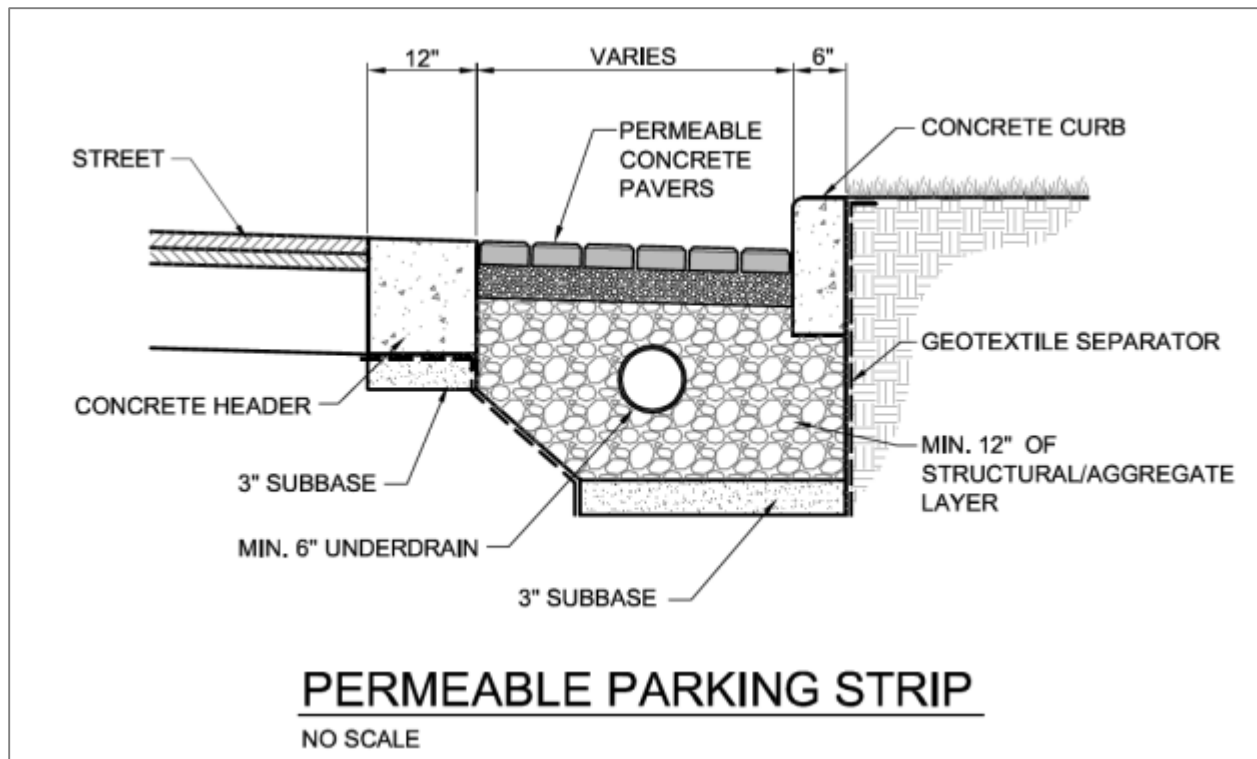 12"
VARIES
6"
STREET
PERMEABLE
CONCRETE
PAVERS
CONCRETE CURB
GEOTEXTILE SEPARATOR
CONCRETE HEADER
MIN. 12" OF
STRUCTURAL/AGGREGATE
LAYER
3" SUBBASE
MIN. 6" UNDERDRAIN
3" SUBBASE
PERMEABLE PARKING STRIP
NO SCALE